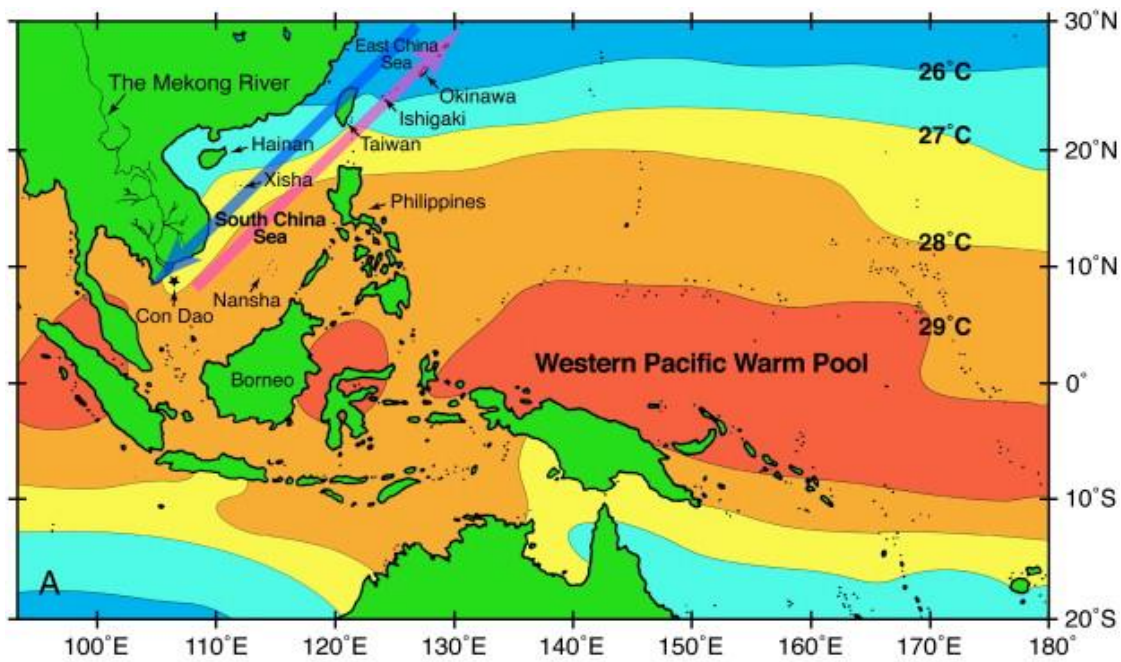 30°N
East China
Sea
26°C
The Mekong River
Okinawa
Ishigaki
27°C
Hainan
Taiwan
20°N
Xisha
Philippines
South China
Sea
28°C
10°N
Nansha
Con Dao
29°C
Western Pacific Warm Pool
Borneo
0°
10°S
A
20°S
100°E 110°E 120°E 130°E 140°E 150°E 160°E 170°E 180°